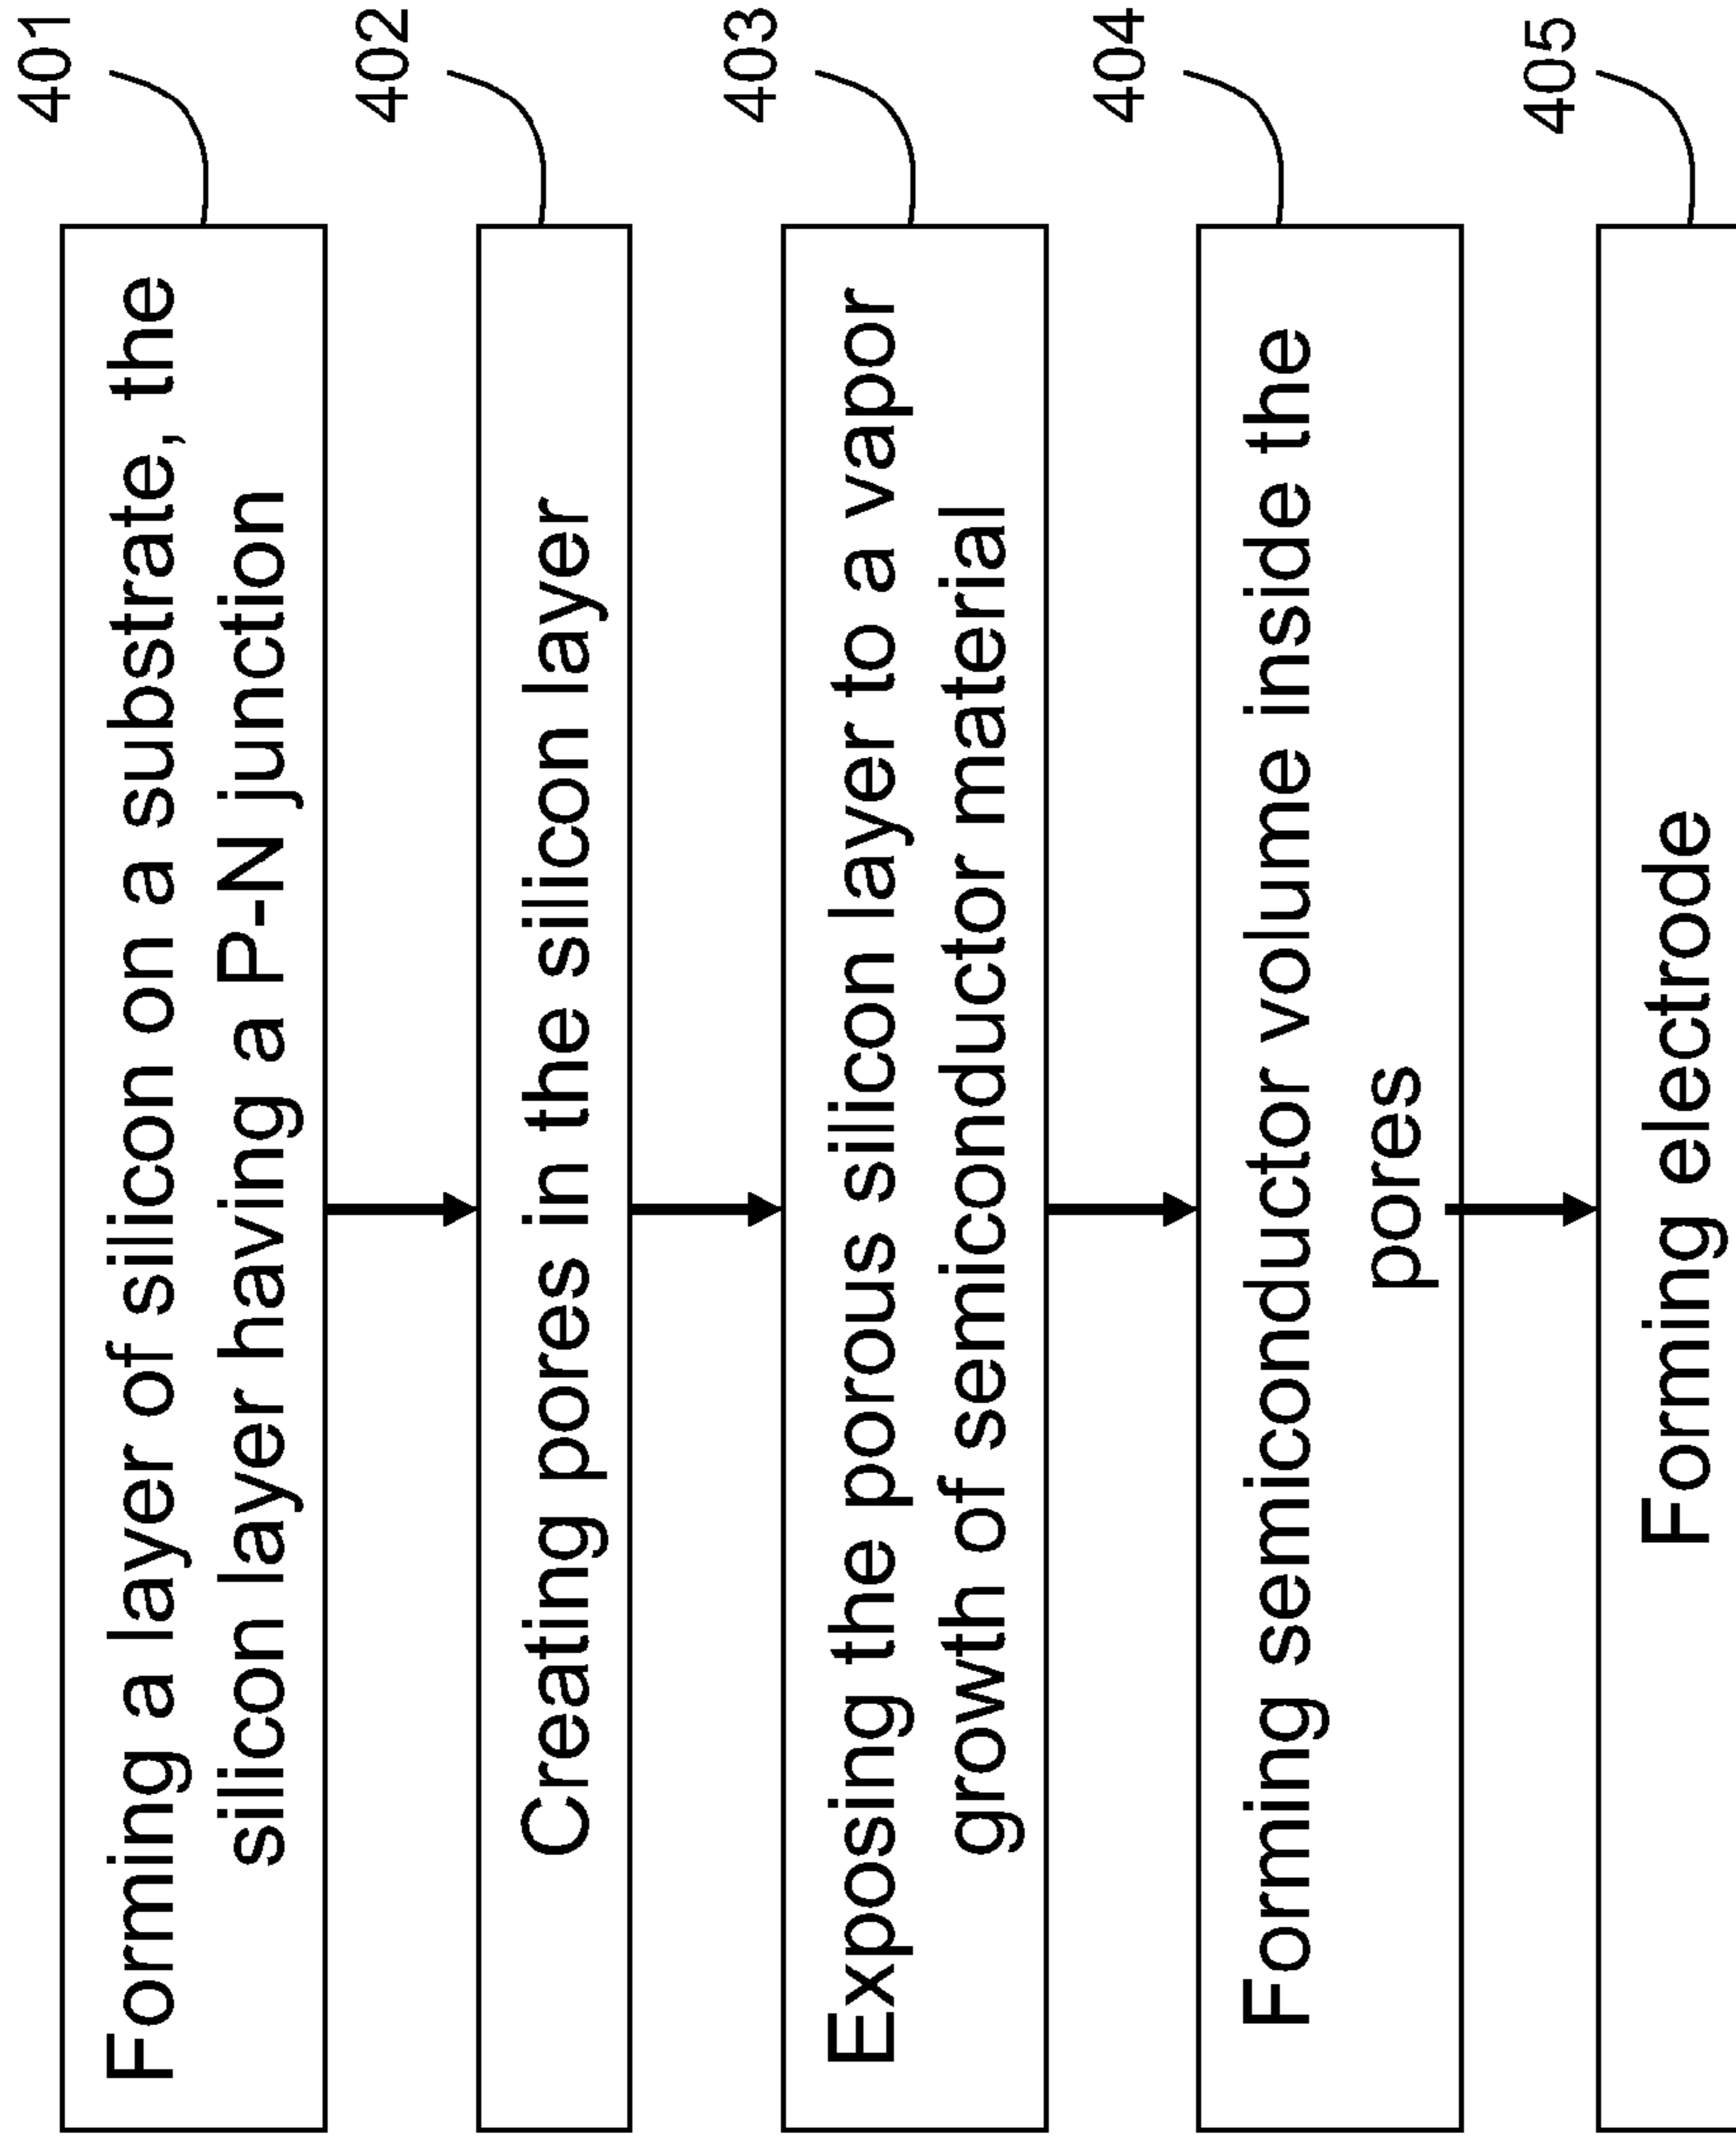 401
Forming a layer of silicon on a substrate, the
silicon layer having a P-N junction
402
Creating pores in the silicon layer
403
Exposing the porous silicon layer to a vapor
growth of semiconductor material
404
Forming semiconductor volume inside the
pores
405
Forming electrode